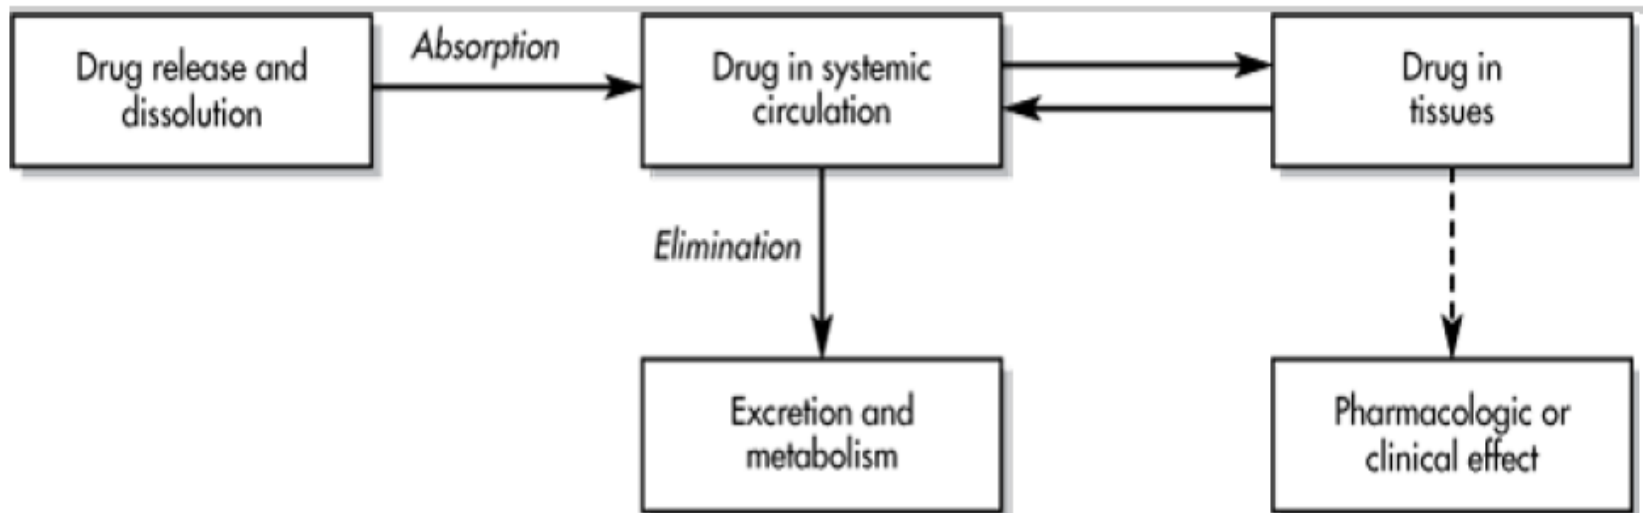 Drug release and
dissolution
Absorption
Drug in systemic
circulation
Drug in
tissues
Elimination
Excretion and
metabolism
Pharmacologic or
clinical effect